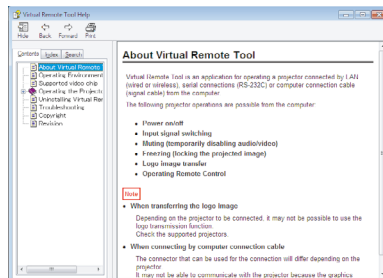 Virtual Remote Tool Help
Hide Back Forward Print
Contents Index Search
About Virtual Remote
Operating Environment
Supported video chip
Operating the Projecto
Uninstalling Virtual Rer
Troubleshooting
Copyright
Revision
About Virtual Remote Tool
Virtual Remote Tool is an application for operating a projector connected by LAN
(wired or wireless), serial connections (RS-232C) or computer connection cable
(signal cable) from the computer.
The following projector operations are possible from the computer
• Power on/off
• Input signal switching
• Muting (temporarily disabling audio/video)
• Freezing (locking the projected image)
• Logo image transfer
• Operating Remote Control
Note
• When transferring the logo Image
Depending on the projector to be connected, it may not be possible to use the
logo transmission function.
Check the supported projectors.
• When connecting by computer connection cable
The connector that can be used for the connection will differ depending on the
projector
It may not be able to communicate with the projector because the graphics